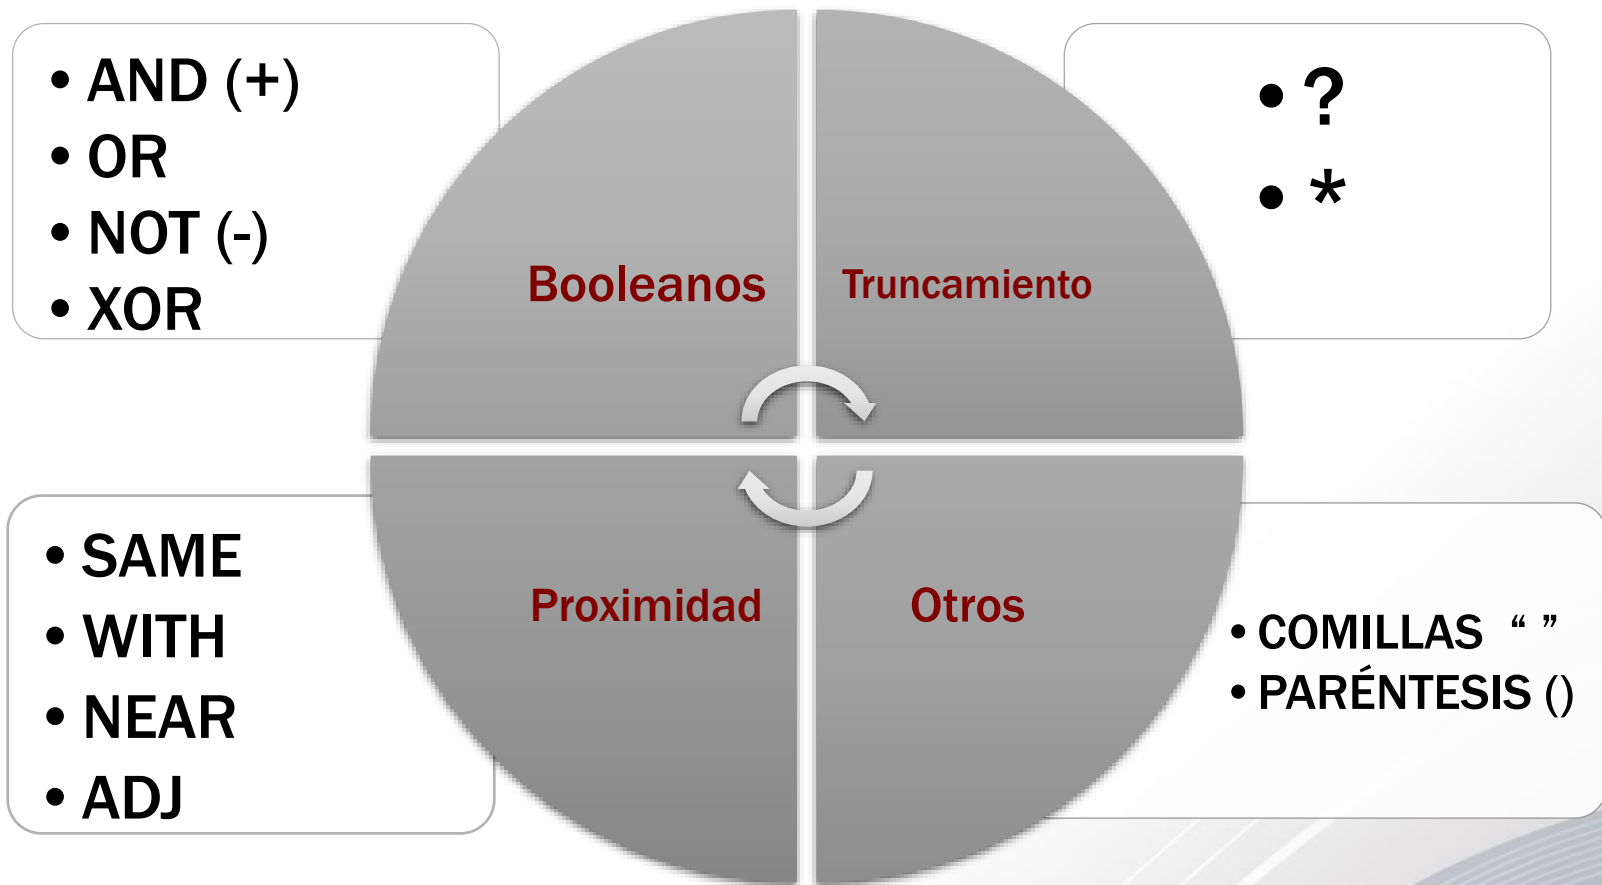 • AND (+)
• OR
• NOT (-)
• XOR
Booleanos
Truncamiento
• ?
• *
• SAME
• WITH
• NEAR
• ADJ
Proximidad
Otros
• COMILLAS “ ”
• PARÉNTESIS ()